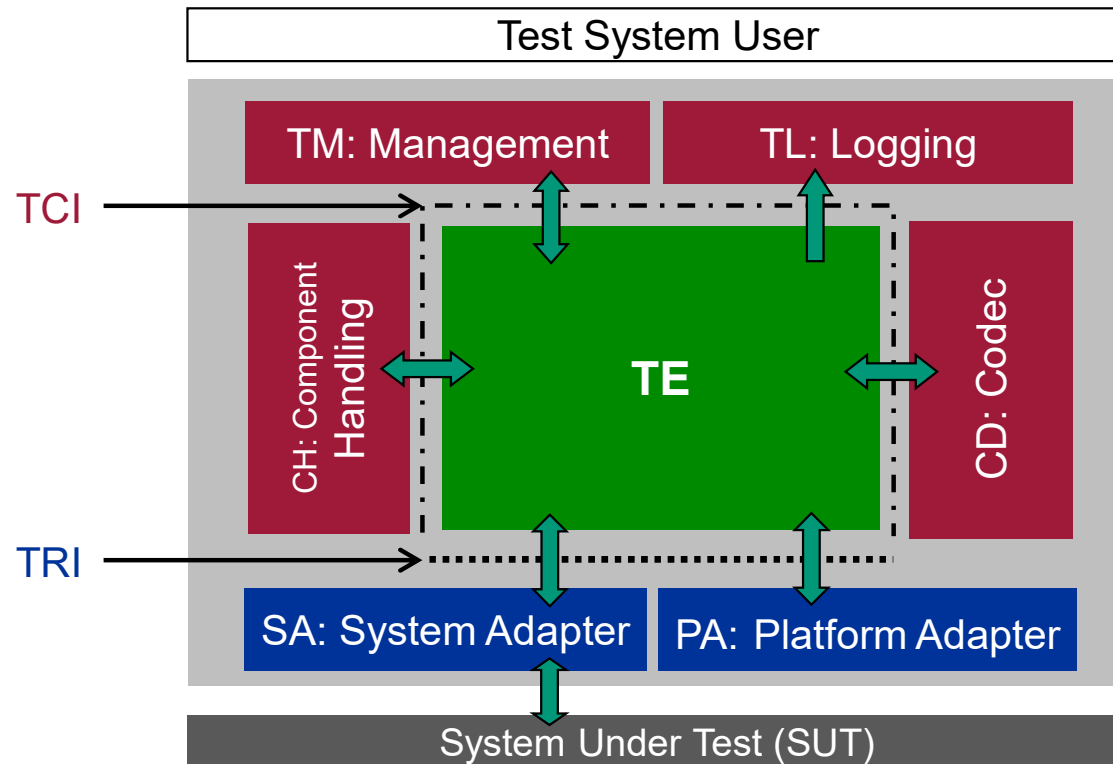 Test System User
TM: Management
TL: Logging
TCI
CH: Component
Handling
TE
CD: Codec
TRI
SA: System Adapter
PA: Platform Adapter
System Under Test (SUT)